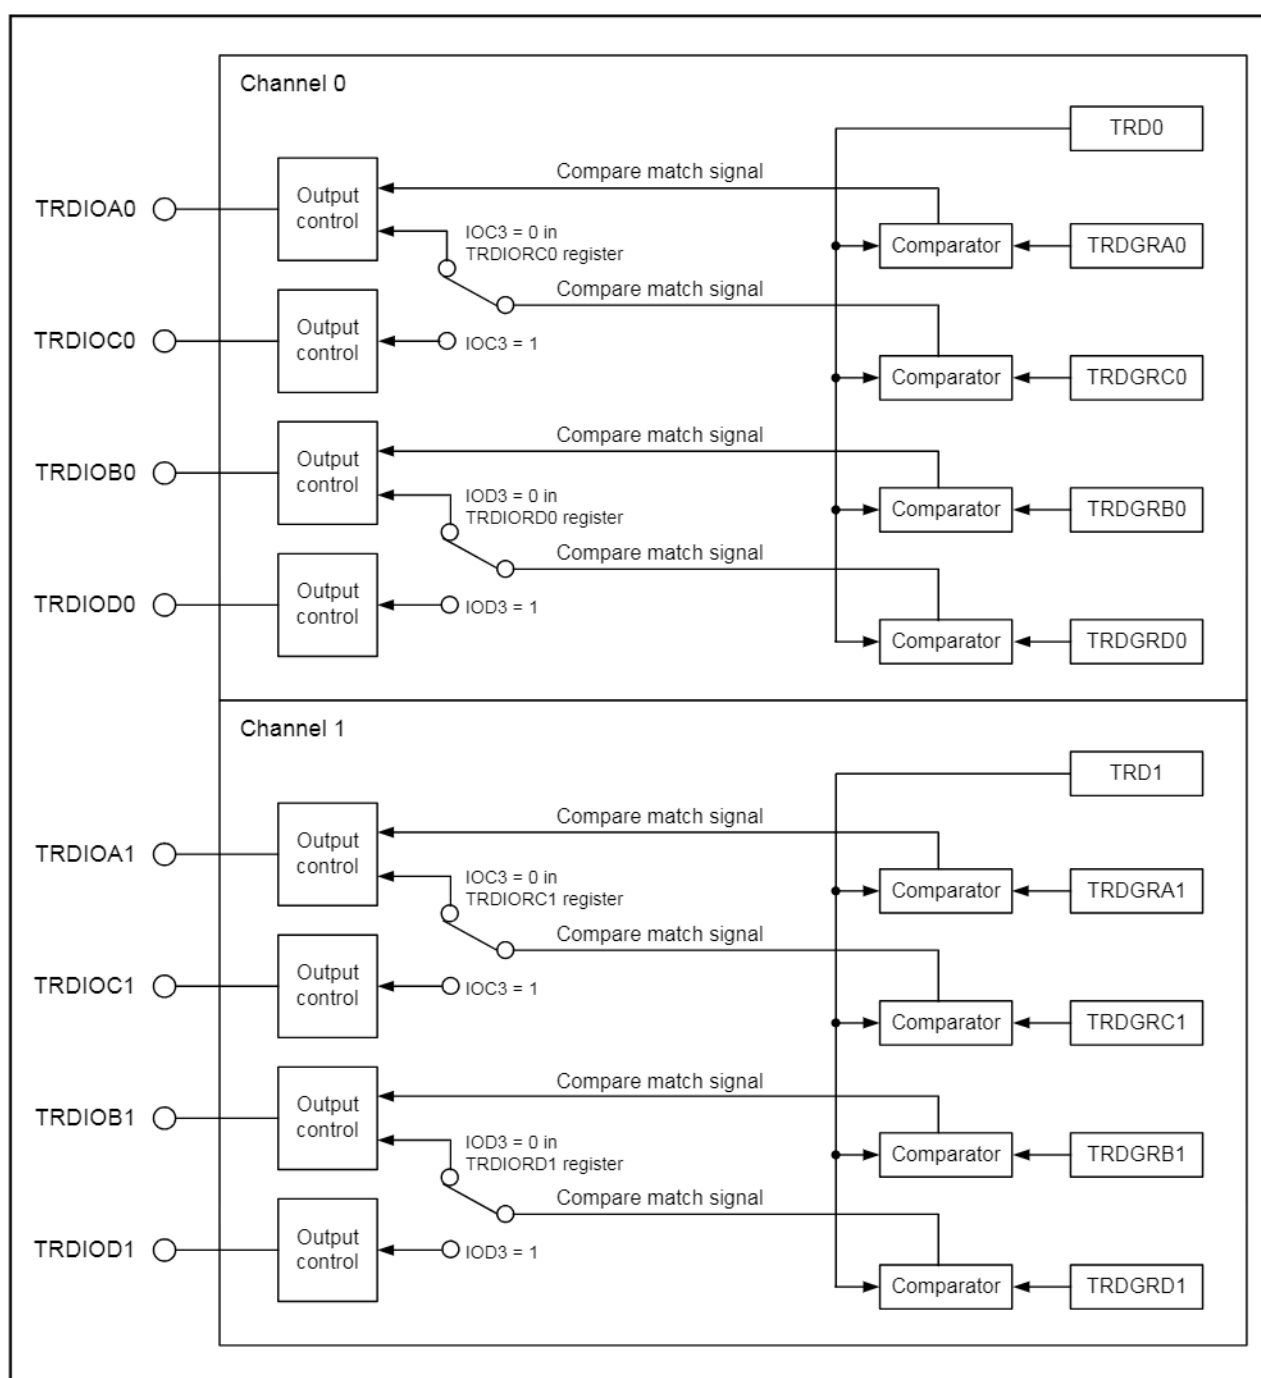 Channel 0
TRD0
Compare match signal
TRDIOA0
Output
control
IOC3 = 0 in
TRDIORC0 register
Comparator
TRDGRA0
Compare match signal
TRDIOC0
Output
control
IOC3 = 1
Comparator
TRDGRC0
Compare match signal
TRDIOB0
Output
control
IOD3 = 0 in
TRDIORD0 register
Comparator
TRDGRB0
Compare match signal
TRDIOD0
Output
control
IOD3 = 1
Comparator
TRDGRD0
Channel 1
TRD1
Compare match signal
TRDIOA1
Output
control
IOC3 = 0 in
TRDIORC1 register
Comparator
TRDGRA1
Compare match signal
TRDIOC1
Output
control
IOC3 = 1
Comparator
TRDGRC1
Compare match signal
TRDIOB1
Output
control
IOD3 = 0 in
TRDIORD1 register
Comparator
TRDGRB1
Compare match signal
TRDIOD1
Output
control
IOD3 = 1
Comparator
TRDGRD1